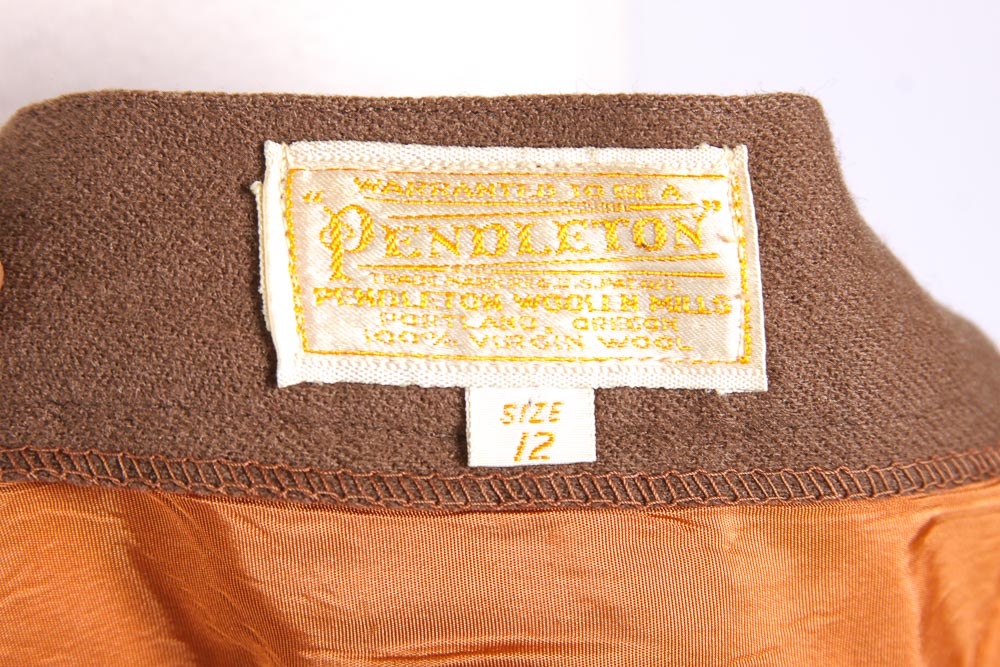 WARRANTED TO BE A
"PENDLETON"
TRADE MARK REG. U.S. PAT. OFF.
PENDLETON WOOLEN MILLS
PORTLAND, OREGON
100% VIRGIN WOOL
SIZE
12